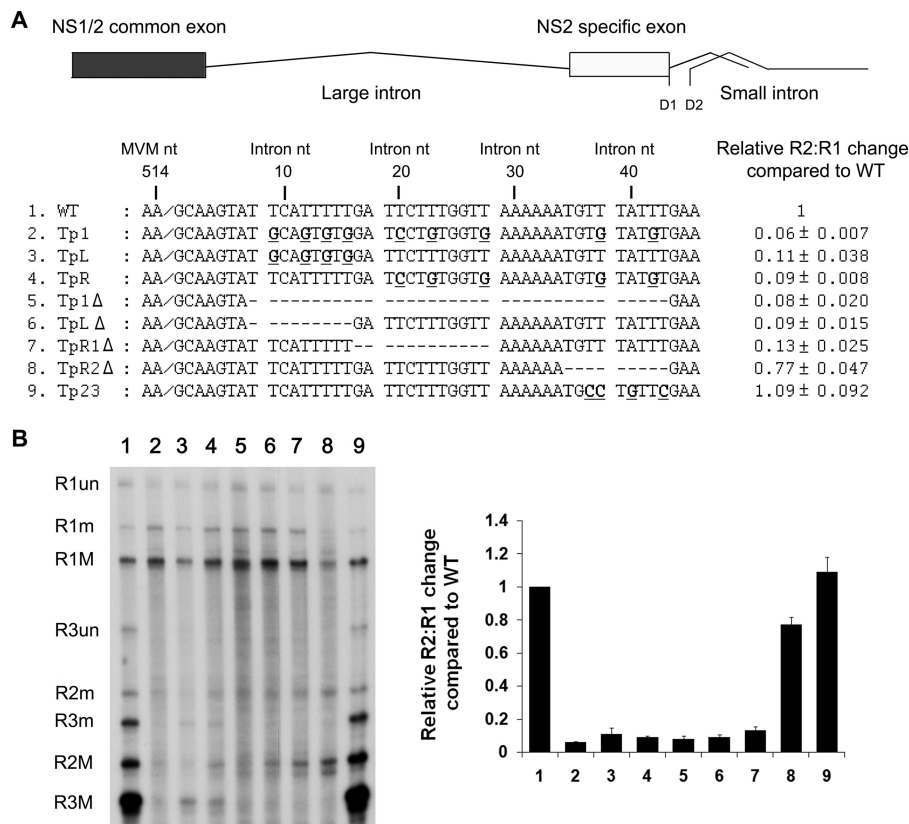 A
NS1/2 common exon
NS2 specific exon
Large intron
D1 D2
Small intron
MVM nt Intron nt Intron nt Intron nt Intron nt Relative R2:R1 change
514 10 20 30 40 compared to WT
1. WT : AA/GCAAGTAT TCATTTTTGA TTCTTTGGTT AAAAAATGTT TATTTGAA 1
2. Tp1 : AA/GCAAGTAT GCAGTGTGGA TCCTGTGGTG AAAAAATGTG TATGTGAA 0.06 ± 0.007
3. TpL : AA/GCAAGTAT GCAGTGTGGA TTCTTTGGTT AAAAAATGTT TATTTGAA 0.11 ± 0.038
4. TpR : AA/GCAAGTAT TCATTTTTGA TCCTGTGGTG AAAAAATGTG TATGTGAA 0.09 ± 0.008
5. Tp1Δ : AA/GCAAGTA- ---------- ---------- ---------- -----GAA 0.08 ± 0.020
6. TpLΔ : AA/GCAAGTA- --------GA TTCTTTGGTT AAAAAATGTT TATTTGAA 0.09 ± 0.015
7. TpR1Δ : AA/GCAAGTAT TCATTTTT-- ---------- AAAAAATGTT TATTTGAA 0.13 ± 0.025
8. TpR2Δ : AA/GCAAGTAT TCATTTTTGA TTCTTTGGTT AAAAAA---- -----GAA 0.77 ± 0.047
9. Tp23 : AA/GCAAGTAT TCATTTTTGA TTCTTTGGTT AAAAAATGCC TGTTCGAA 1.09 ± 0.092
B
1 2 3 4 5 6 7 8 9
R1un
R1m
R1M
R3un
R2m
R3m
R2M
R3M
Relative R2:R1 change
compared to WT
1.4
1.2
1
0.8
0.6
0.4
0.2
0
1 2 3 4 5 6 7 8 9